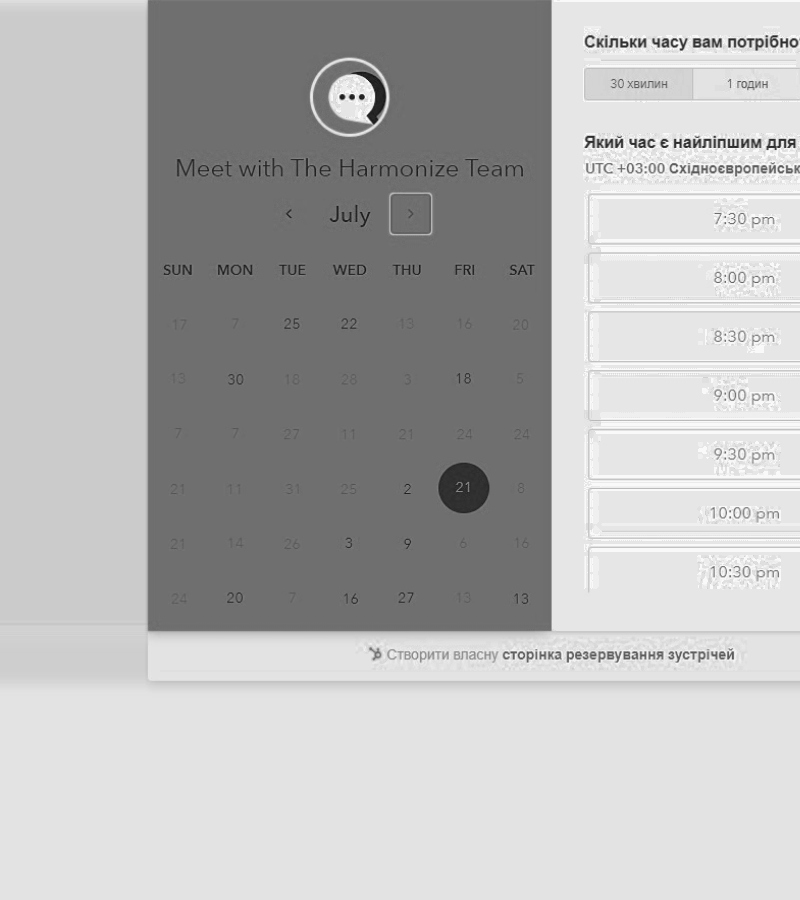 Meet with The Harmonize Team
July
SUN MON TUE WED THU FRI SAT
17 7 25 22 13 16 20
13 30 18 28 3 18 5
7 7 27 11 21 24 24
21 11 31 25 2 21 8
21 14 26 3 9 6 16
24 20 7 16 27 13 13
Скільки часу вам потрібно
30 хвилин 1 годин
Який час є найліпшим для
UTC +03:00 Східноєвропейськ
7:30 pm
8:00 pm
8:30 pm
9:00 pm
9:30 pm
10:00 pm
10:30 pm
Створити власну сторінка резервування зустрічей